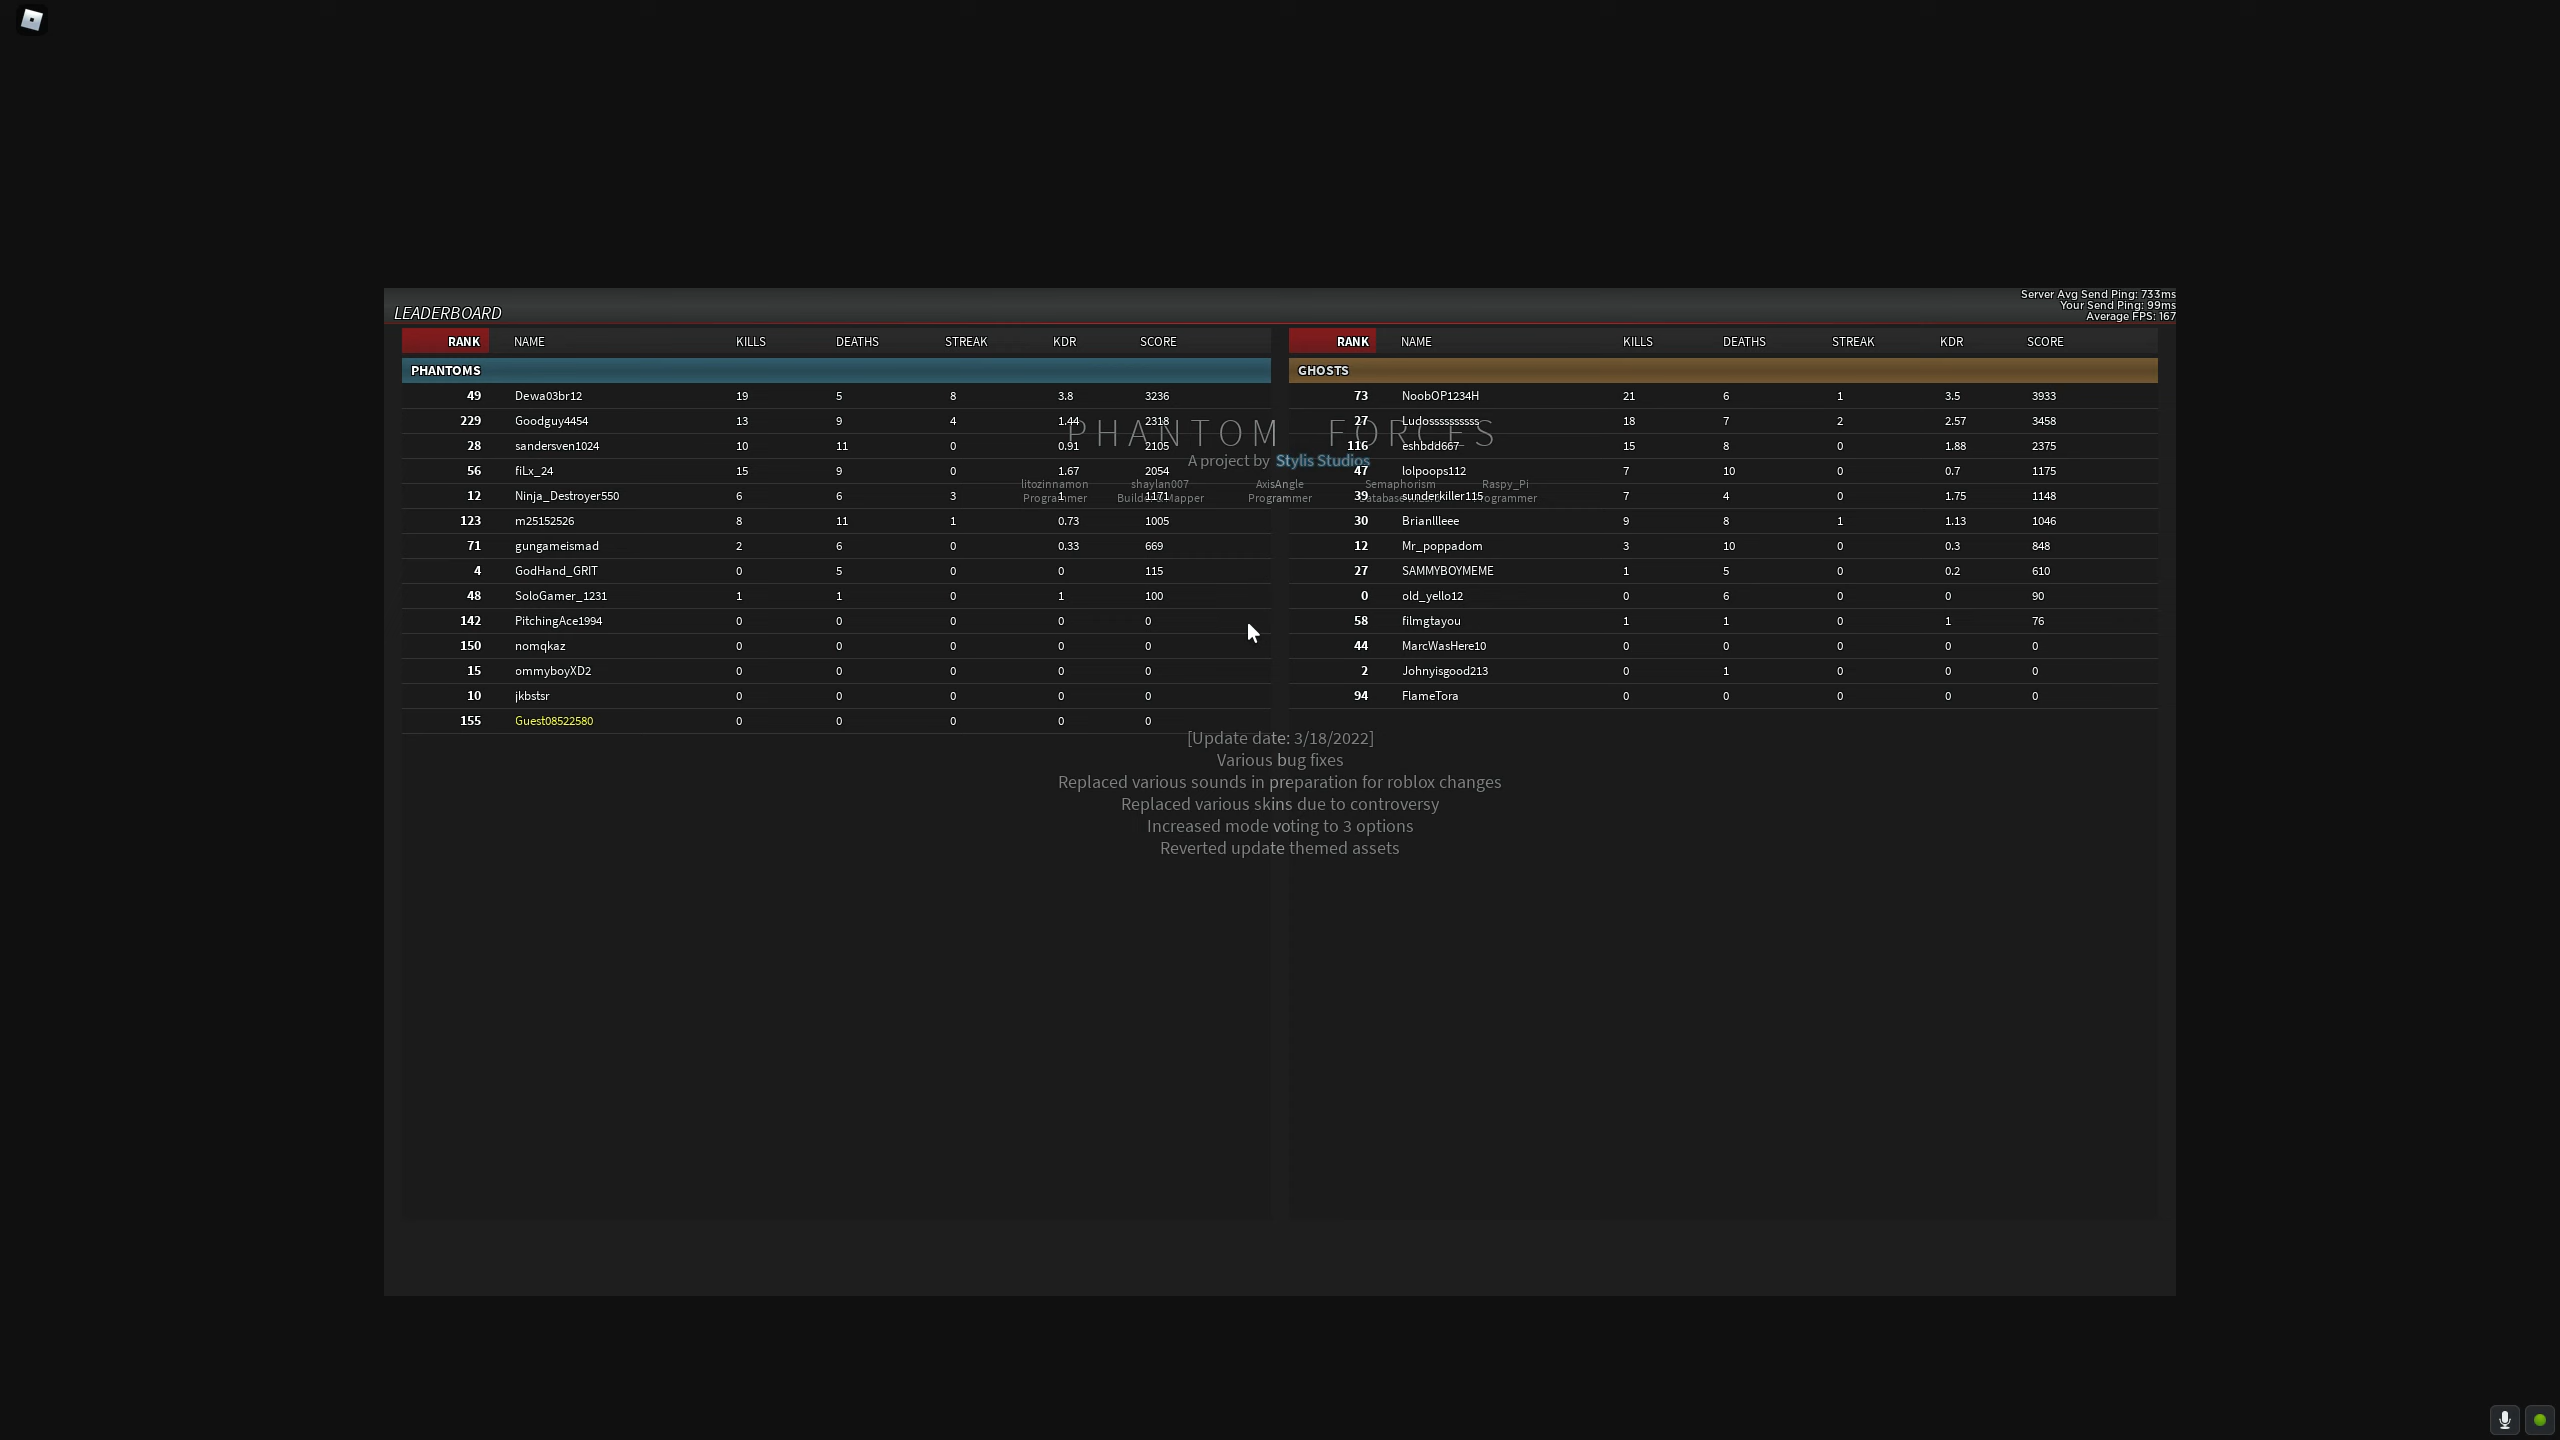 Server Avg Send Ping: 733ms
Your Send Ping: 99ms
Average FPS: 167
LEADERBOARD
RANK NAME KILLS DEATHS STREAK KDR SCORE
PHANTOMS
49 Dewa03br12 19 5 8 3.8 3236
229 Goodguy4454 13 9 4 1.44 2318
28 sandersven1024 10 11 0 0.91 2105
56 fiLx_24 15 9 0 1.67 2054
12 Ninja_Destroyer550 6 6 3 1 1171
123 m25152526 8 11 1 0.73 1005
71 gungameismad 2 6 0 0.33 669
4 GodHand_GRIT 0 5 0 0 115
48 SoloGamer_1231 1 1 0 1 100
142 PitchingAce1994 0 0 0 0 0
150 nomqkaz 0 0 0 0 0
15 ommyboyXD2 0 0 0 0 0
10 jkbstsr 0 0 0 0 0
155 Guest08522580 0 0 0 0 0
RANK NAME KILLS DEATHS STREAK KDR SCORE
GHOSTS
73 NoobOP1234H 21 6 1 3.5 3933
27 Ludossssssssss 18 7 2 2.57 3458
116 eshbdd667 15 8 0 1.88 2375
47 lolpoops112 7 10 0 0.7 1175
39 sunderkiller115 7 4 0 1.75 1148
30 Brianllleee 9 8 1 1.13 1046
12 Mr_poppadom 3 10 0 0.3 848
27 SAMMYBOYMEME 1 5 0 0.2 610
0 old_yello12 0 6 0 0 90
58 filmgtayou 1 1 0 1 76
44 MarcWasHere10 0 0 0 0 0
2 Johnyisgood213 0 1 0 0 0
94 FlameTora 0 0 0 0 0
PHANTOM FORCES
A project by Stylis Studios
litozinnamon shaylan007 AxisAngle Semaphorism Raspy_Pi
Programmer Mapper Programmer
[Update date: 3/18/2022]
Various bug fixes
Replaced various sounds in preparation for roblox changes
Replaced various skins due to controversy
Increased mode voting to 3 options
Reverted update themed assets